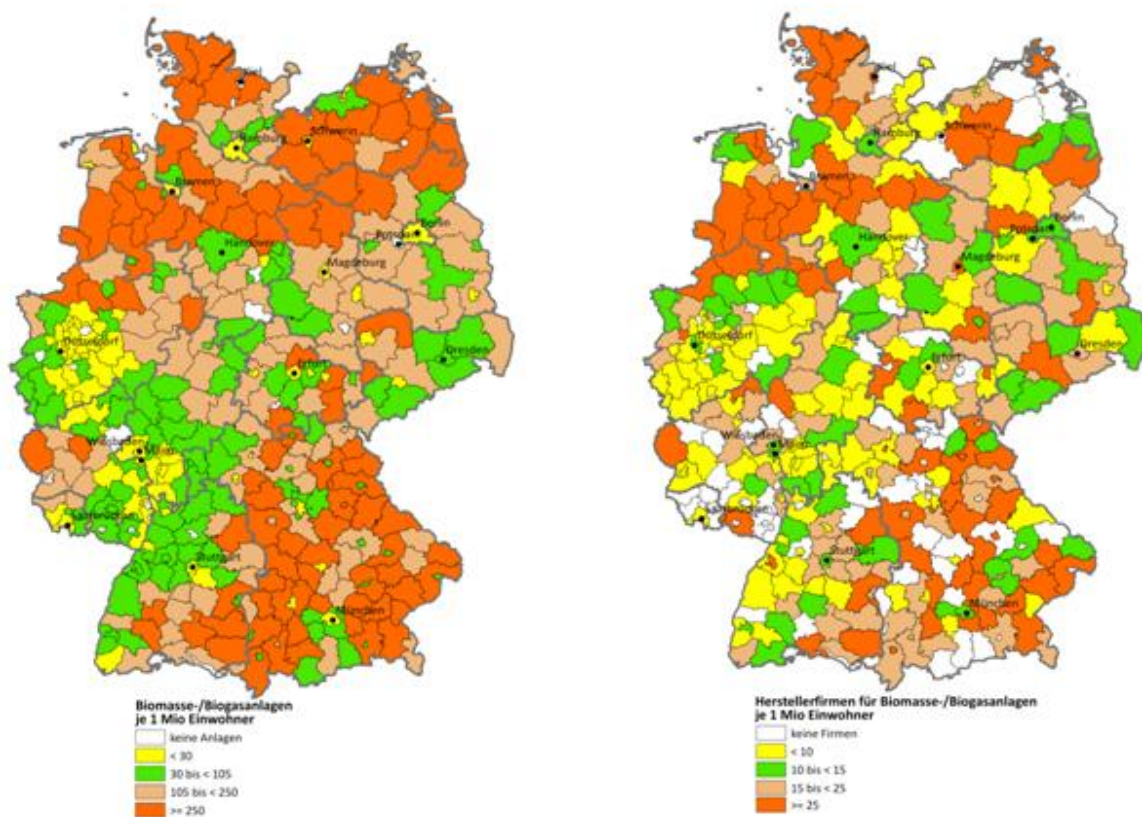 Kiel
Hamburg
Schwerin
Bremen
Berlin
Potsdam
Hannover
Magdeburg
Düsseldorf
Dresden
Erfurt
Wiesbaden
Mainz
Saarbrücken
Stuttgart
München
Biomasse-/Biogasanlagen
je 1 Mio Einwohner
keine Anlagen
< 30
30 bis < 105
105 bis < 250
>= 250
Kiel
Hamburg
Schwerin
Bremen
Berlin
Potsdam
Hannover
Magdeburg
Düsseldorf
Dresden
Erfurt
Wiesbaden
Mainz
Saarbrücken
Stuttgart
München
Herstellerfirmen für Biomasse-/Biogasanlagen
je 1 Mio Einwohner
keine Firmen
< 10
10 bis < 15
15 bis < 25
>= 25